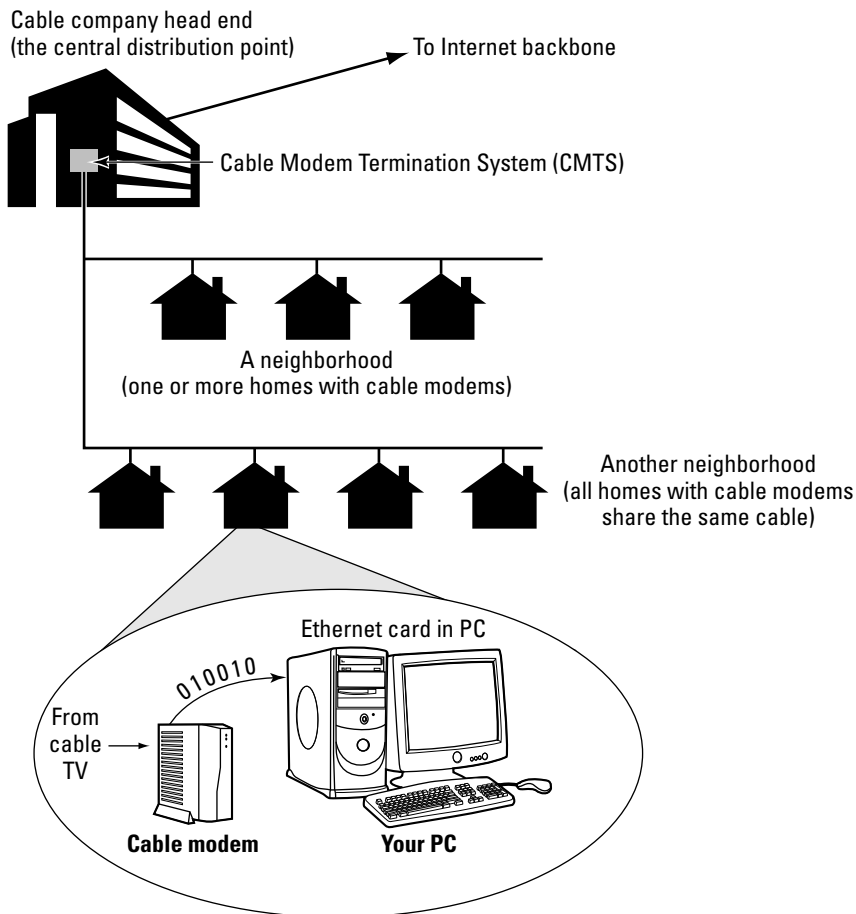 Cable company head end
(the central distribution point)
To Internet backbone
Cable Modem Termination System (CMTS)
A neighborhood
(one or more homes with cable modems)
Another neighborhood
(all homes with cable modems
share the same cable)
Ethernet card in PC
010010
From
cable
TV
Cable modem
Your PC